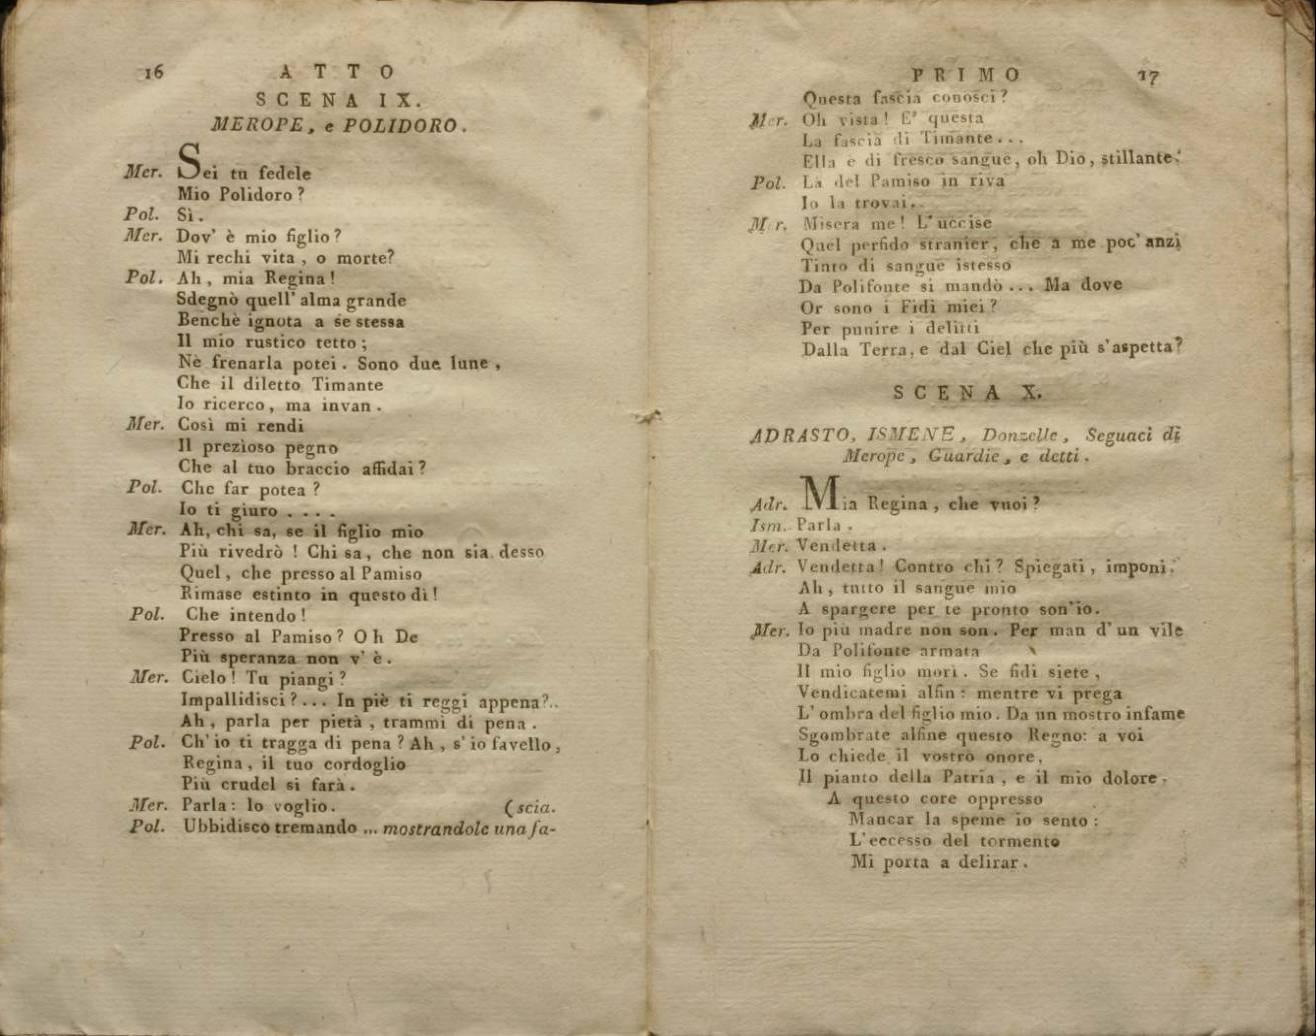 16 ATTO
SCENA IX.
MEROPE, e POLIDORO.
Mer. Sei tu fedele
Mio Polidoro?
Pol. Sì.
Mer. Dov' è mio figlio?
Mi rechi vita, o morte?
Pol. Ah, mia Regina!
Sdegnò quell' alma grande
Benchè ignota a se stessa
Il mio rustico tetto;
Nè frenarla potei. Sono due lune,
Che il diletto Timante
Io ricerco, ma invan.
Mer. Così mi rendi
Il prezioso pegno
Che al tuo braccio affidai?
Pol. Che far potea?
Io ti giuro ....
Mer. Ah, chi sa, se il figlio mio
Più rivedrò! Chi sa, che non sia desso
Quel, che presso al Pamiso
Rimase estinto in questo dì!
Pol. Che intendo!
Presso al Pamiso? Oh De
Più speranza non v' è.
Mer. Cielo! Tu piangi?
Impallidisci?... In piè ti reggi appena?..
Ah, parla per pietà, trammi di pena.
Pol. Ch' io ti tragga di pena? Ah, s' io favello,
Regina, il tuo cordoglio
Più crudel si farà.
Mer. Parla: lo voglio. (scia.
Pol. Ubbidisco tremando ... mostrandole una fa-
PRIMO 17
Questa fascia conosci?
Mer. Oh vista! E' questa
La fascia di Timante...
Ella è di fresco sangue, oh Dio, stillante.
Pol. Là del Pamiso in riva
Io la trovai.
Mer. Misera me! L' uccise
Quel perfido stranier, che a me poc' anzi
Tinto di sangue istesso
Da Polifonte si mandò... Ma dove
Or sono i Fidi miei?
Per punire i delitti
Dalla Terra, e dal Ciel che più s'aspetta?
SCENA X.
ADRASTO, ISMENE, Donzelle, Seguaci di
Merope, Guardie, e detti.
Adr. Mia Regina, che vuoi?
Ism. Parla.
Mer. Vendetta.
Adr. Vendetta! Contro chi? Spiegati, imponi.
Ah, tutto il sangue mio
A spargere per te pronto son' io.
Mer. Io più madre non son. Per man d' un vile
Da Polifonte armata
Il mio figlio morì. Se fidi siete,
Vendicatemi alfin: mentre vi prega
L' ombra del figlio mio. Da un mostro infame
Sgombrate alfine questo Regno: a voi
Lo chiede il vostro onore,
Il pianto della Patria, e il mio dolore.
A questo core oppresso
Mancar la speme io sento:
L' eccesso del tormento
Mi porta a delirar.